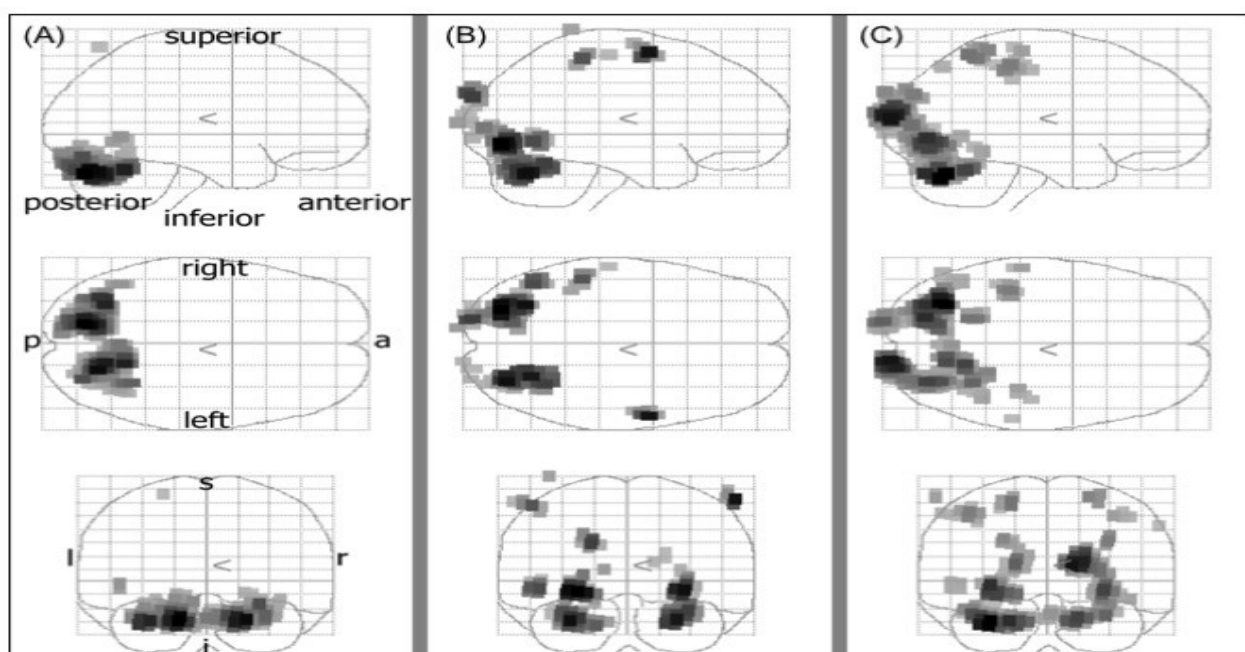 (A)
superior
(B)
(C)
posterior
inferior
anterior
right
p
a
left
s
l
r
i